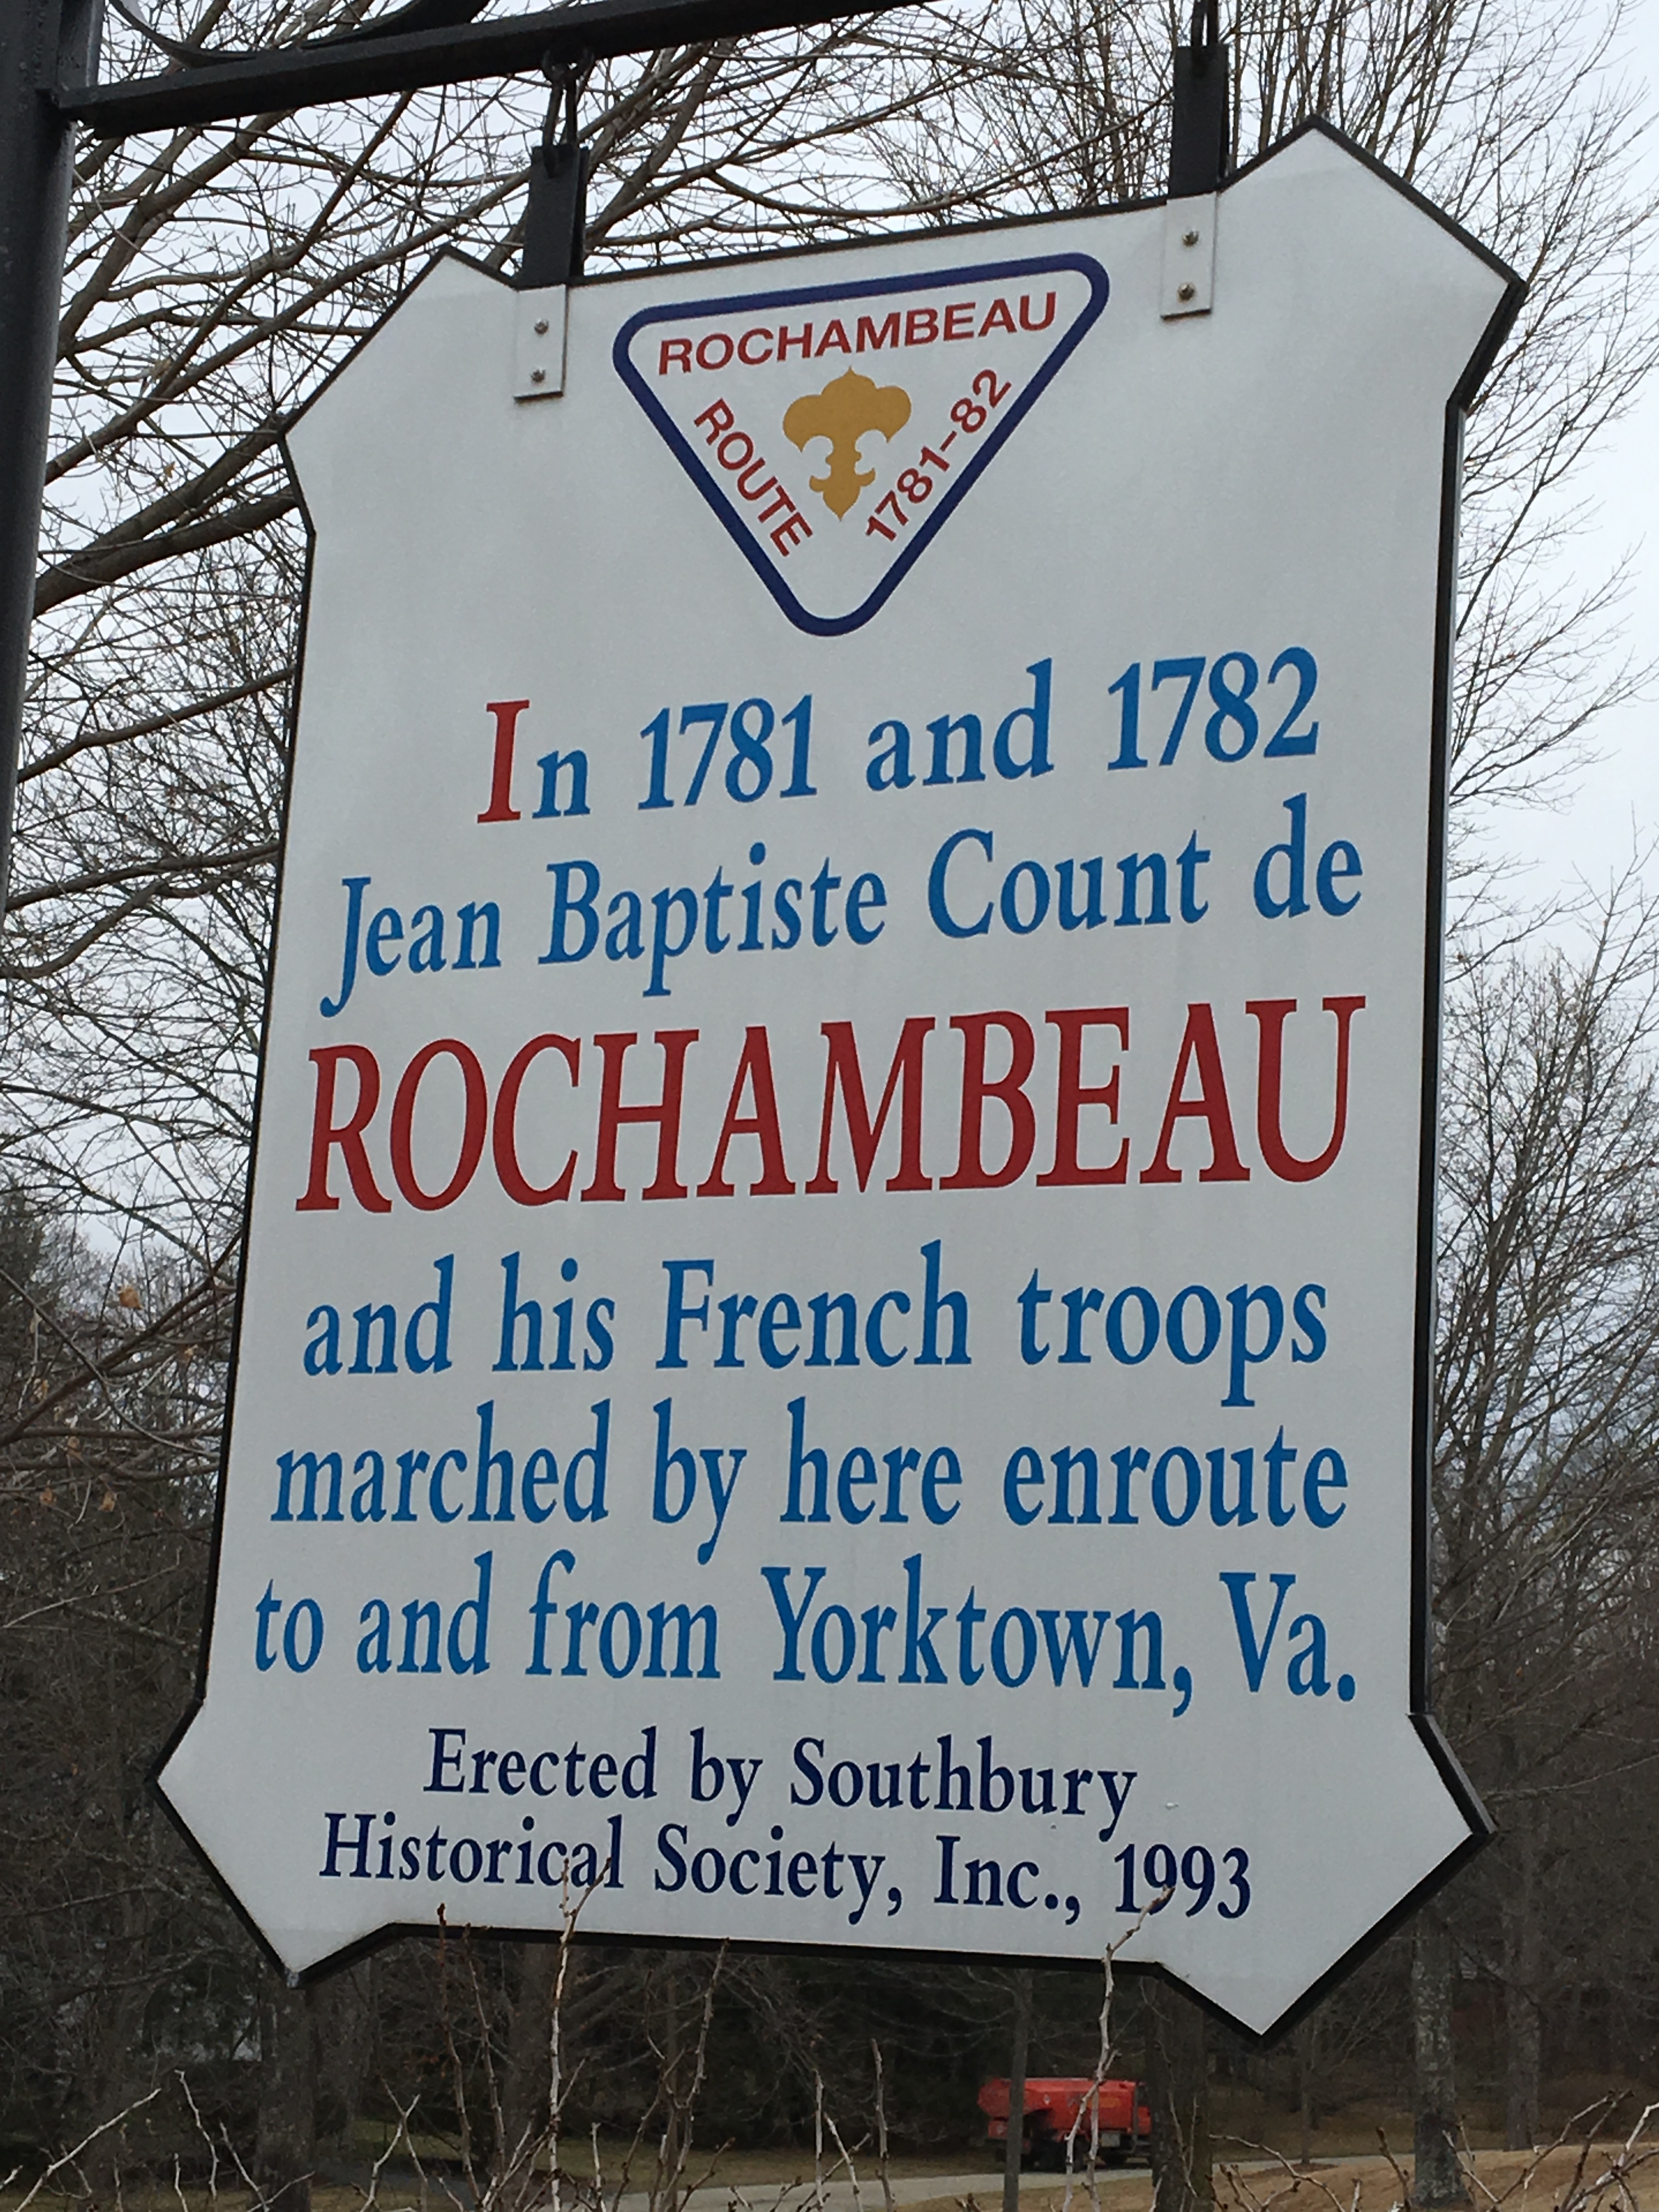 ROCHAMBEAU
ROUTE
1781-82
In 1781 and 1782
Jean Baptiste Count de
ROCHAMBEAU
and his French troops
marched by here enroute
to and from Yorktown, Va.
Erected by Southbury
Historical Society, Inc., 1993